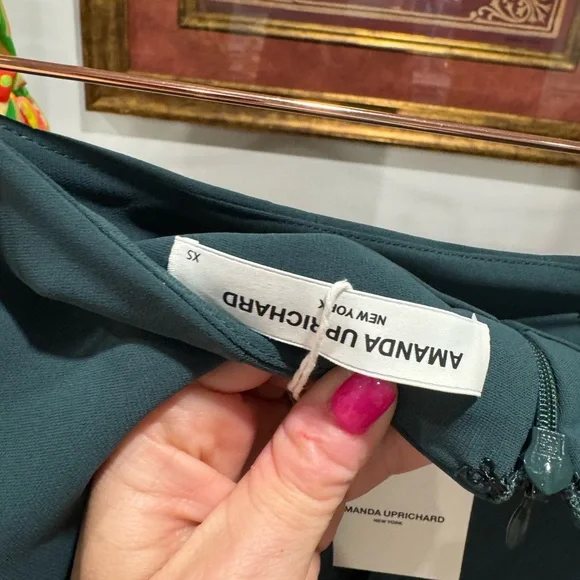 AMANDA UPRICHARD
NEW YORK
XS
MANDA UPRICHARD
NEW YORK